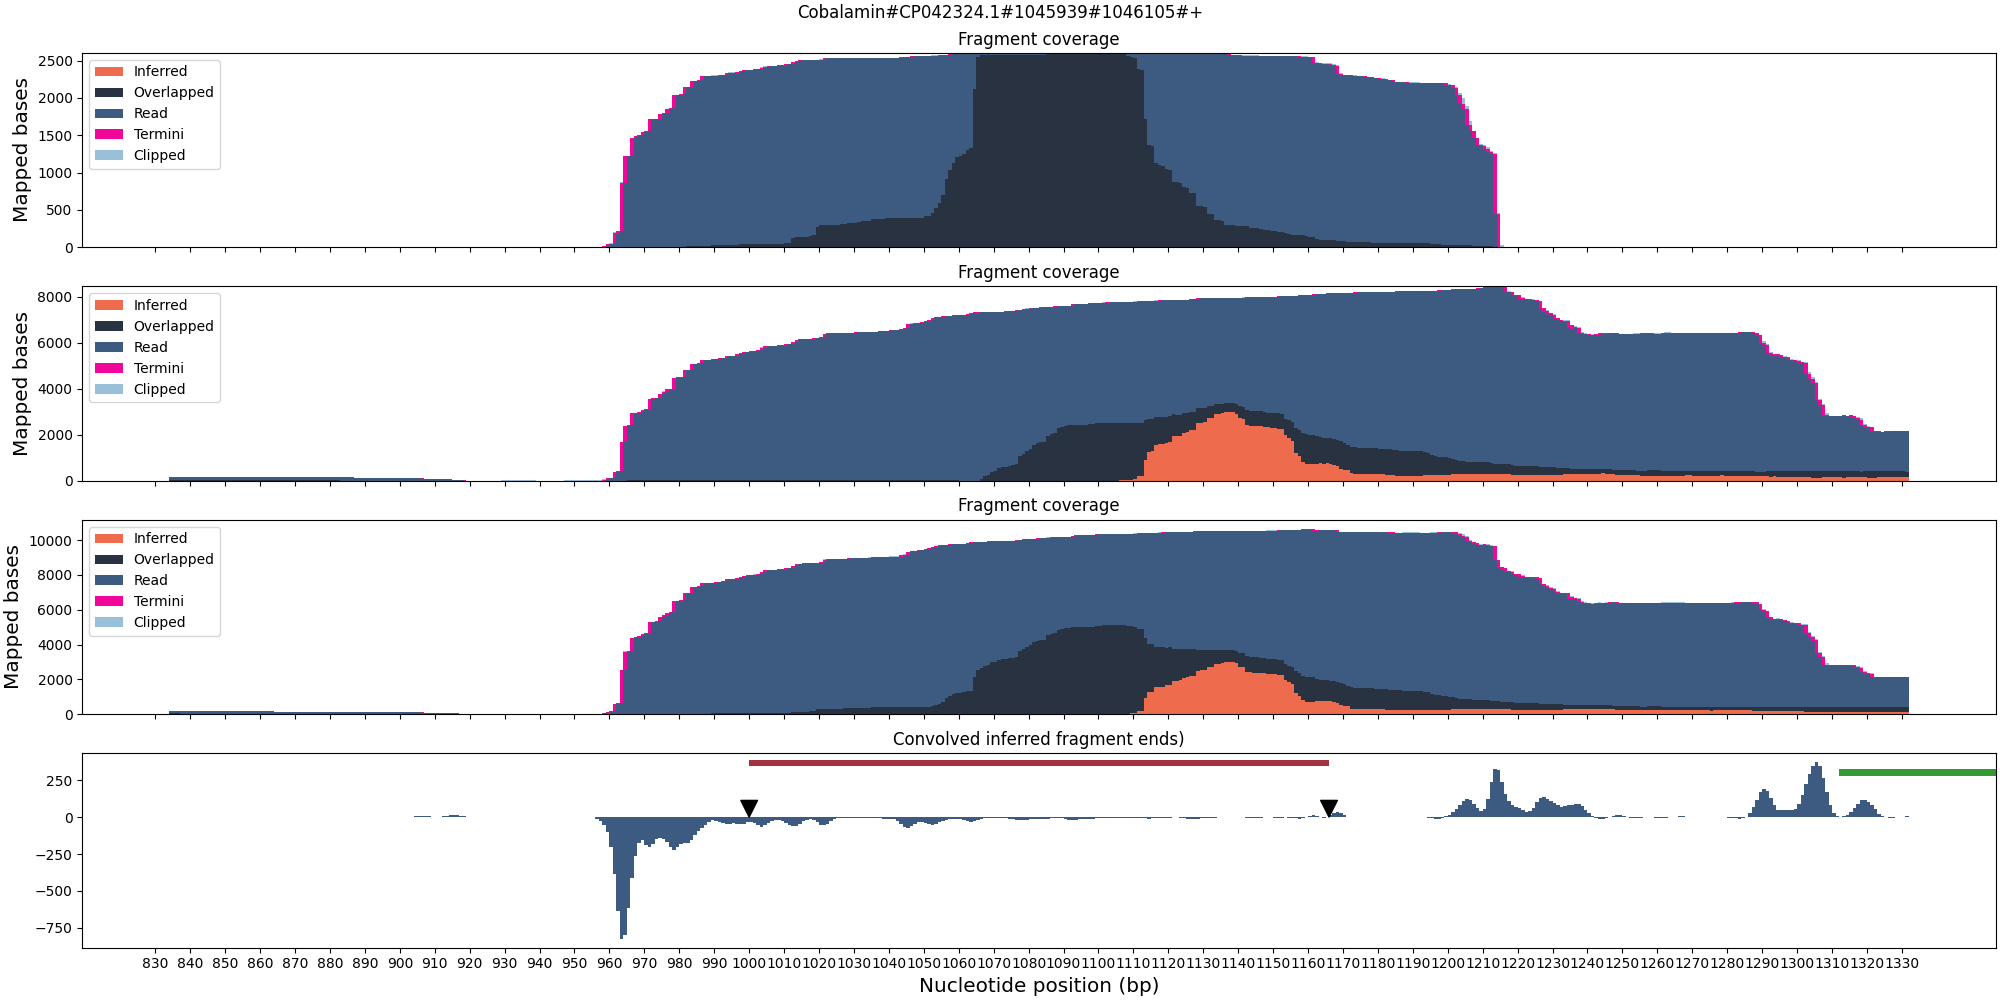 Cobalamin#CP042324.1#1045939#1046105#+
Fragment coverage
Mapped bases
2500
2000
1500
1000
500
0
Inferred
Overlapped
Read
Termini
Clipped
Fragment coverage
Mapped bases
8000
6000
4000
2000
0
Inferred
Overlapped
Read
Termini
Clipped
Fragment coverage
Mapped bases
10000
8000
6000
4000
2000
0
Inferred
Overlapped
Read
Termini
Clipped
Convolved inferred fragment ends)
250
0
−250
−500
−750
830 840 850 860 870 880 890 900 910 920 930 940 950 960 970 980 990 1000 1010 1020 1030 1040 1050 1060 1070 1080 1090 1100 1110 1120 1130 1140 1150 1160 1170 1180 1190 1200 1210 1220 1230 1240 1250 1260 1270 1280 1290 1300 1310 1320 1330
Nucleotide position (bp)